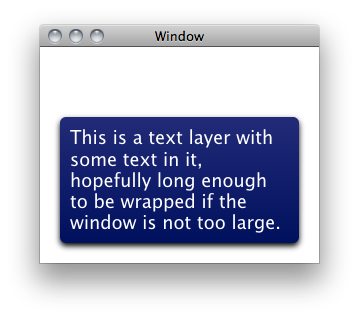 Window
This is a text layer with
some text in it,
hopefully long enough
to be wrapped if the
window is not too large.